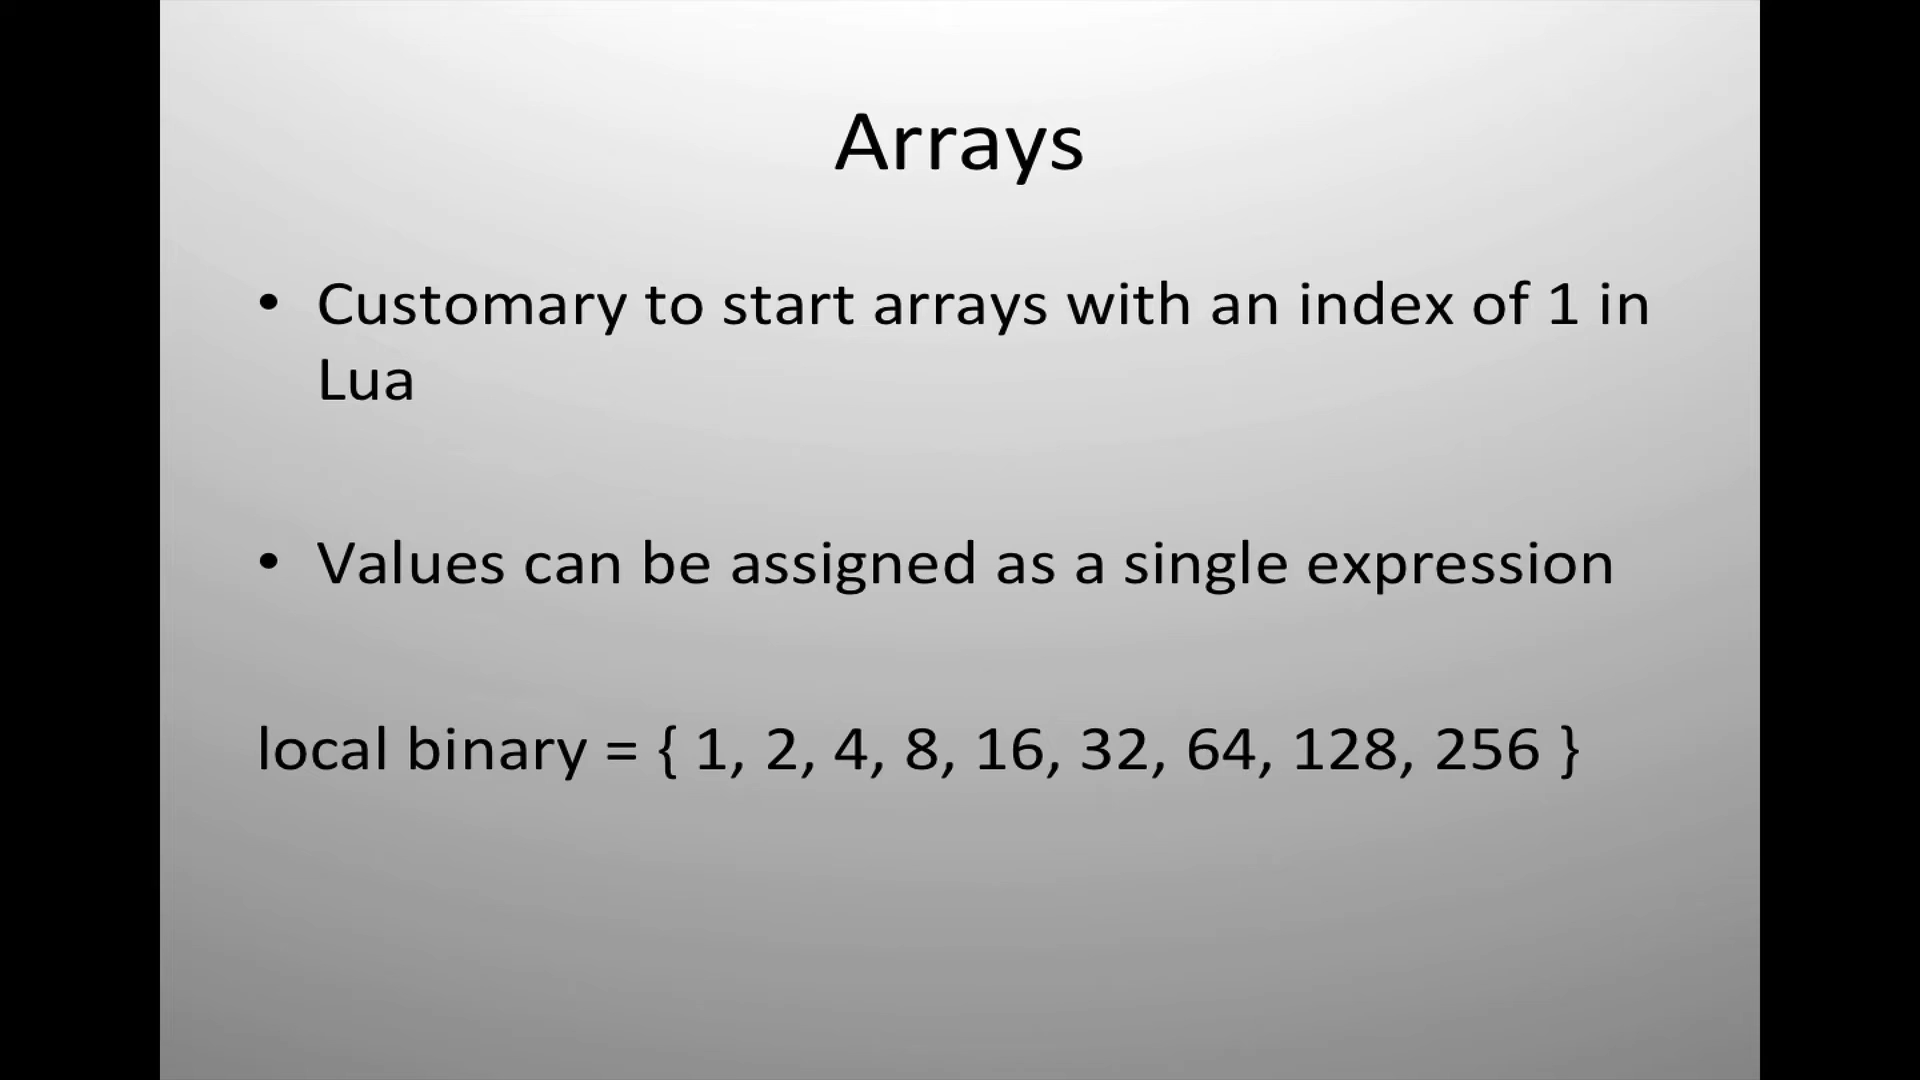 Arrays
• Customary to start arrays with an index of 1 in
Lua
• Values can be assigned as a single expression
local binary = { 1, 2, 4, 8, 16, 32, 64, 128, 256 }